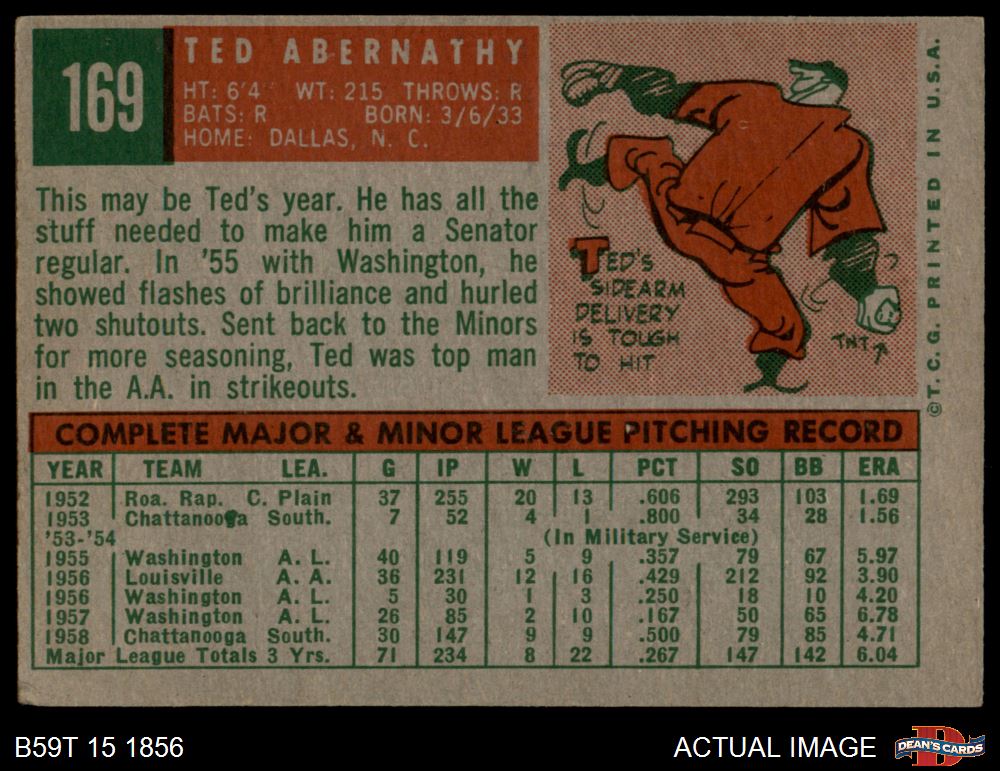 169
TED ABERNATHY
HT: 6'4 WT: 215 THROWS: R
BATS: R BORN: 3/6/33
HOME: DALLAS, N. C.
This may be Ted's year. He has all the
stuff needed to make him a Senator
regular. In '55 with Washington, he
showed flashes of brilliance and hurled
two shutouts. Sent back to the Minors
for more seasoning, Ted was top man
in the A.A. in strikeouts.
TED'S
SIDEARM
DELIVERY
IS TOUGH
TO HIT
TNT
©T. C. G. PRINTED IN U.S.A.
COMPLETE MAJOR & MINOR LEAGUE PITCHING RECORD
YEAR TEAM LEA. G IP W L PCT SO BB ERA
1952 Roa. Rap. C. Plain 37 255 20 13 .606 293 103 1.69
1953 Chattanooga South. 7 52 4 1 .800 34 28 1.56
'53-'54 (In Military Service)
1955 Washington A. L. 40 119 5 9 .357 79 67 5.97
1956 Louisville A. A. 36 231 12 16 .429 212 92 3.90
1956 Washington A. L. 5 30 1 3 .250 18 10 4.20
1957 Washington A. L. 26 85 2 10 .167 50 65 6.78
1958 Chattanooga South. 30 147 9 9 .500 79 85 4.71
Major League Totals 3 Yrs. 71 234 8 22 .267 147 142 6.04
B59T 15 1856
ACTUAL IMAGE
DEAN'S CARDS